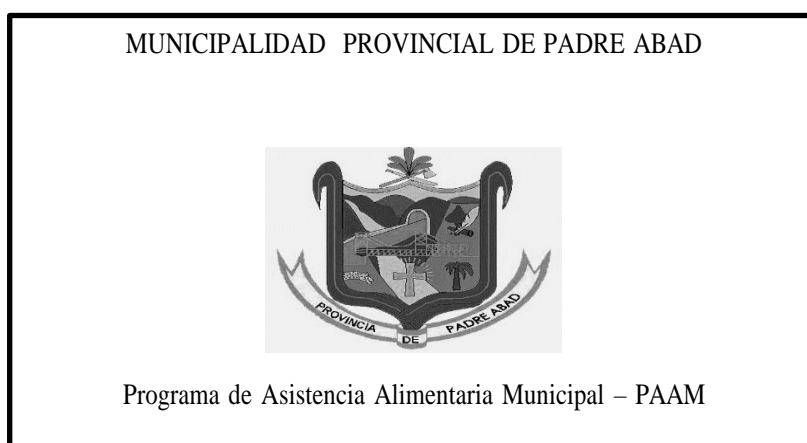 MUNICIPALIDAD PROVINCIAL DE PADRE ABAD
PROVINCIA DE PADRE ABAD
Programa de Asistencia Alimentaria Municipal – PAAM